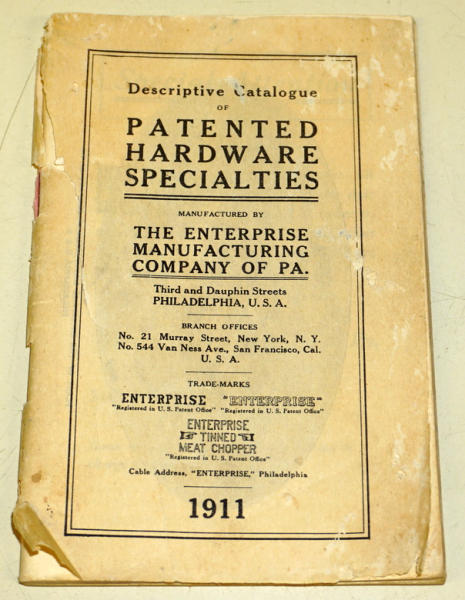 Descriptive Catalogue
OF
PATENTED
HARDWARE
SPECIALTIES
MANUFACTURED BY
THE ENTERPRISE
MANUFACTURING
COMPANY OF PA.
Third and Dauphin Streets
PHILADELPHIA, U. S. A.
BRANCH OFFICES
No. 21 Murray Street, New York, N. Y.
No. 544 Van Ness Ave., San Francisco, Cal.
U. S. A.
TRADE-MARKS
ENTERPRISE "ENTERPRISE"
"Registered in U. S. Patent Office" "Registered in U. S. Patent Office"
ENTERPRISE
TINNED
MEAT CHOPPER
"Registered in U. S. Patent Office"
Cable Address, "ENTERPRISE," Philadelphia
1911